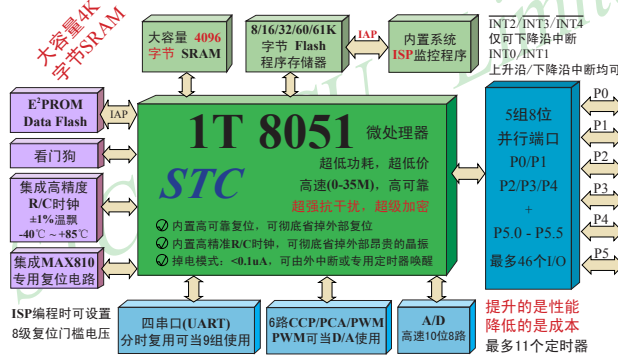 大容量4K
字节SRAM
大容量 4096
字节 SRAM
8/16/32/60/61K
字节 Flash
程序存储器
IAP
内置系统
ISP监控程序
INT2/INT3/INT4
仅可下降沿中断
INT0/INT1
上升沿/下降沿中断均可
E²PROM
Data Flash
IAP
看门狗
集成高精度
R/C时钟
±1%温飘
-40℃~+85℃
集成MAX810
专用复位电路
1T 8051 微处理器
STC
超低功耗，超低价
高速(0-35M)，高可靠
超强抗干扰，超级加密
内置高可靠复位，可彻底省掉外部复位
内置高精准R/C时钟，可彻底省掉外部昂贵的晶振
掉电模式：<0.1uA，可由外中断或专用定时器唤醒
5组8位
并行端口
P0/P1
P2/P3/P4
+
P5.0 - P5.5
最多46个I/O
P0
P1
P2
P3
P4
P5
ISP编程时可设置
8级复位门槛电压
四串口(UART)
分时复用可当9组使用
6路CCP/PCA/PWM
PWM可当D/A使用
A/D
高速10位8路
提升的是性能
降低的是成本
最多11个定时器